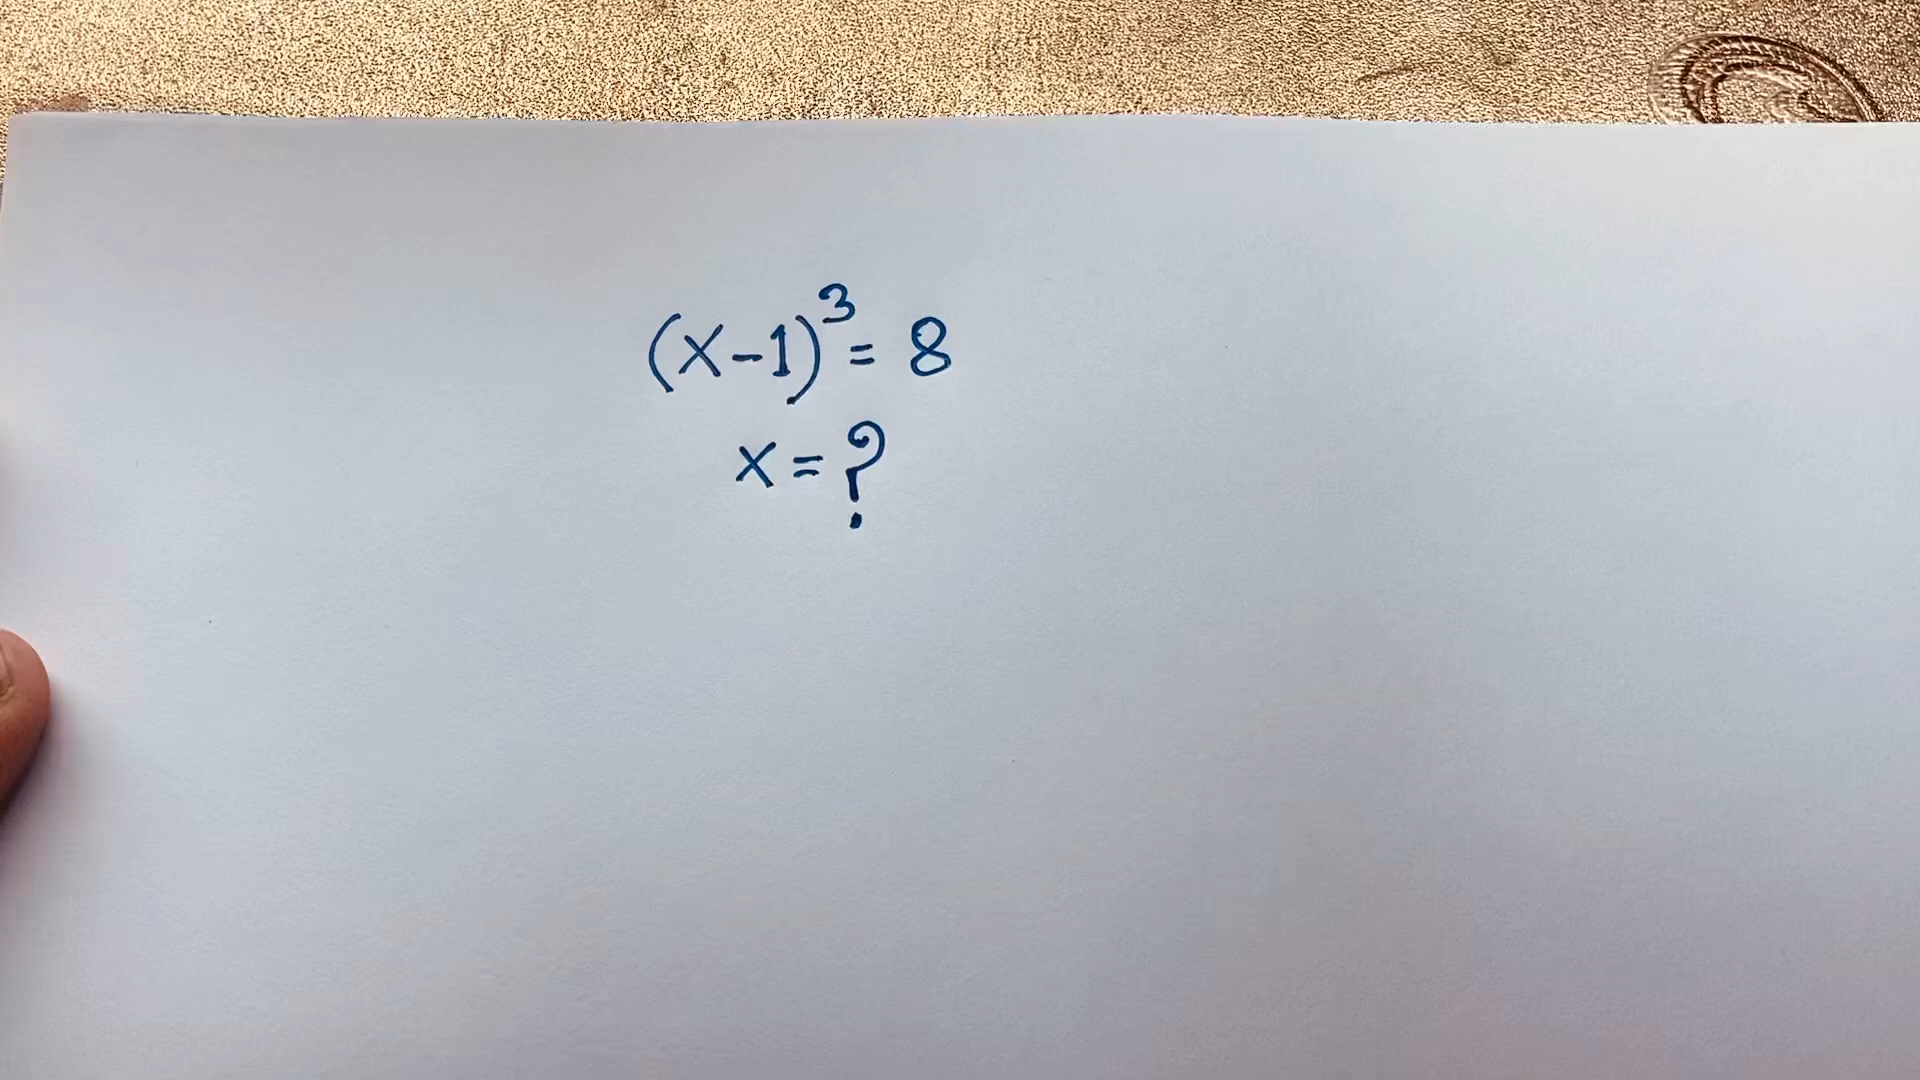 (x-1)³= 8
x = ?